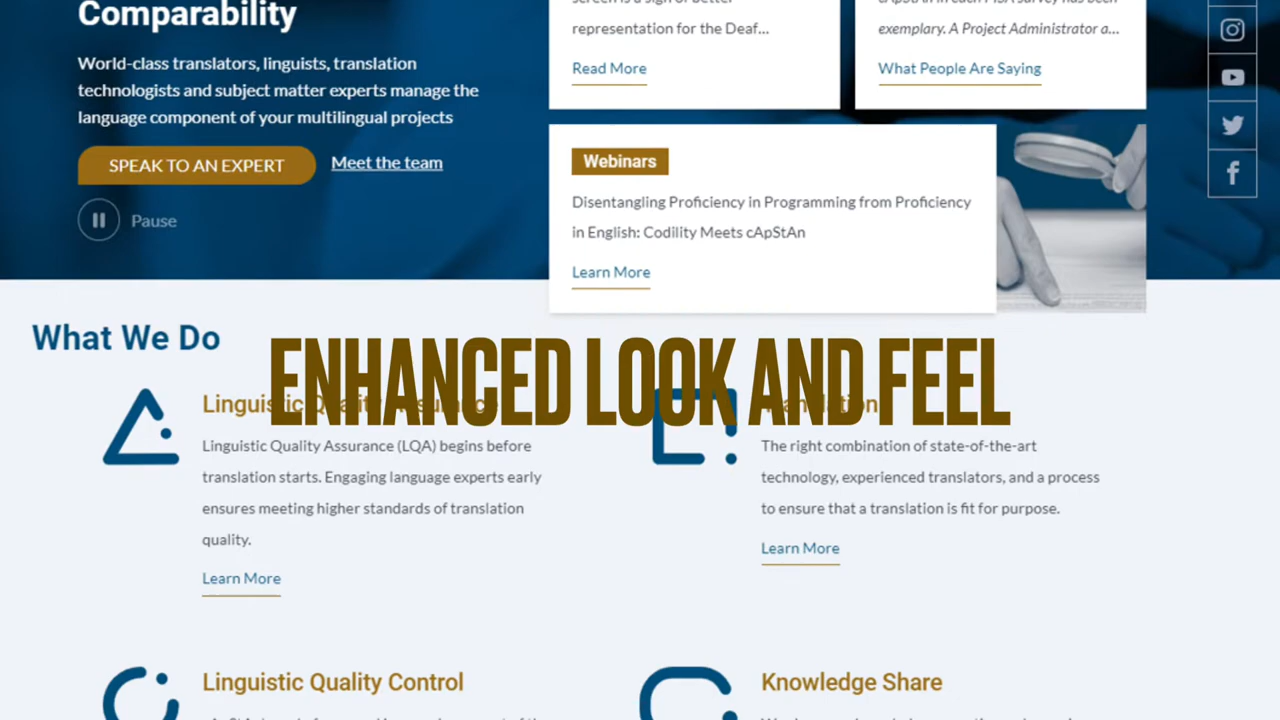 Comparability
World-class translators, linguists, translation
technologists and subject matter experts manage the
language component of your multilingual projects
SPEAK TO AN EXPERT
Meet the team
Pause
representation for the Deaf...
Read More
exemplary. A Project Administrator a...
What People Are Saying
Webinars
Disentangling Proficiency in Programming from Proficiency
in English: Codility Meets cApStAn
Learn More
What We Do
ENHANCED LOOK AND FEEL
Linguistic Quality Assurance
Linguistic Quality Assurance (LQA) begins before
translation starts. Engaging language experts early
ensures meeting higher standards of translation
quality.
Learn More
Translation
The right combination of state-of-the-art
technology, experienced translators, and a process
to ensure that a translation is fit for purpose.
Learn More
Linguistic Quality Control
Knowledge Share